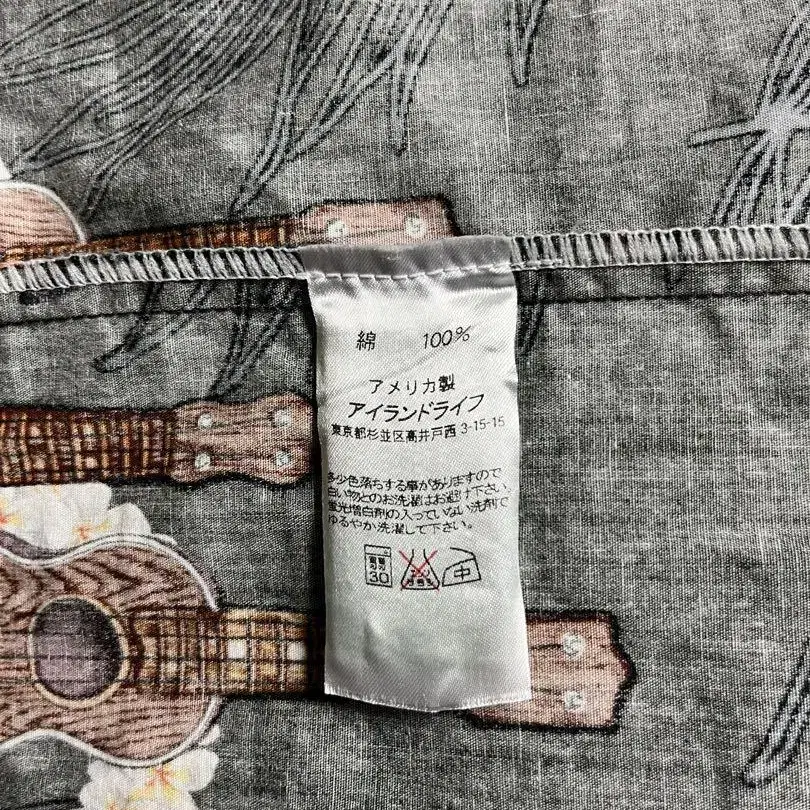 綿 100%
アメリカ製
アイランドライフ
東京都杉並区高井戸西 3-15-15
多少色落ちする事がありますので
白い物とのお洗濯はお避け下さい。
蛍光増白剤の入っていない洗剤で
ゆるやか洗濯して下さい。
30 中